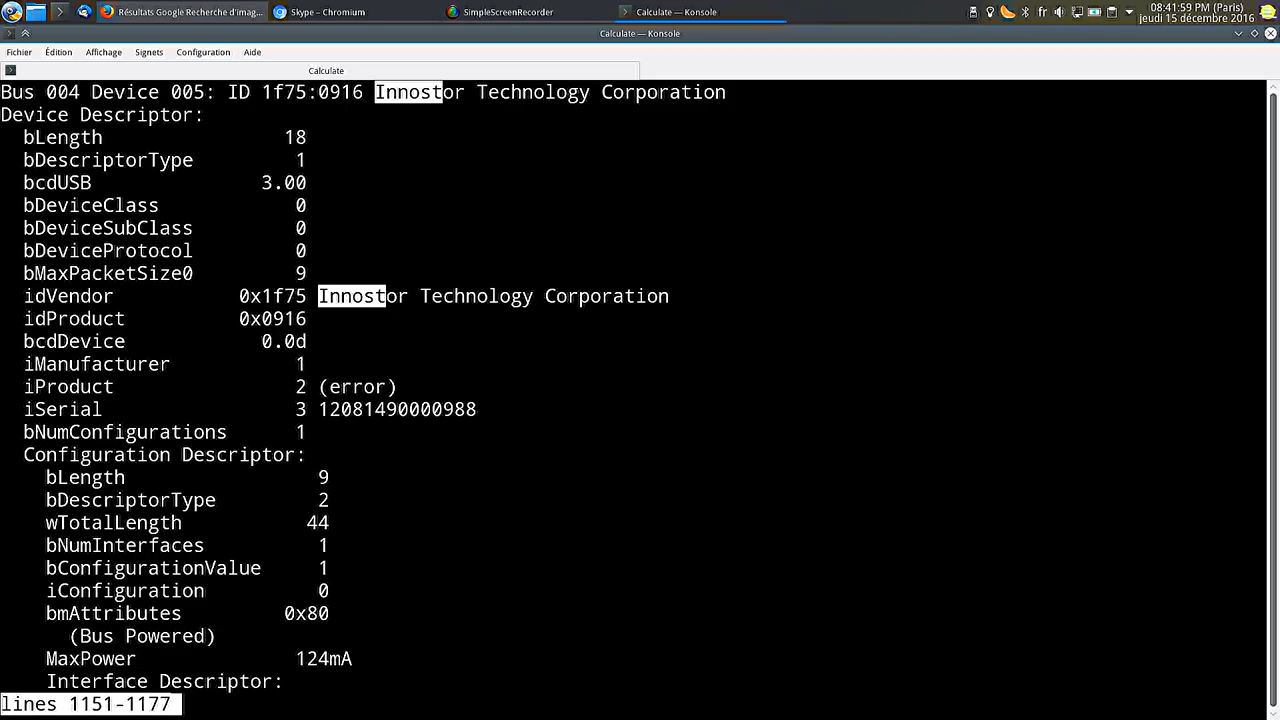 Résultats Google Recherche d'imag...
Skype – Chromium
SimpleScreenRecorder
Calculate — Konsole
fr
08:41:59 PM (Paris)
jeudi 15 décembre 2016
Calculate — Konsole
Fichier Édition Affichage Signets Configuration Aide
Calculate
Bus 004 Device 005: ID 1f75:0916 Innostor Technology Corporation
Device Descriptor:
bLength 18
bDescriptorType 1
bcdUSB 3.00
bDeviceClass 0
bDeviceSubClass 0
bDeviceProtocol 0
bMaxPacketSize0 9
idVendor 0x1f75 Innostor Technology Corporation
idProduct 0x0916
bcdDevice 0.0d
iManufacturer 1
iProduct 2 (error)
iSerial 3 12081490000988
bNumConfigurations 1
Configuration Descriptor:
bLength 9
bDescriptorType 2
wTotalLength 44
bNumInterfaces 1
bConfigurationValue 1
iConfiguration 0
bmAttributes 0x80
(Bus Powered)
MaxPower 124mA
Interface Descriptor:
lines 1151-1177